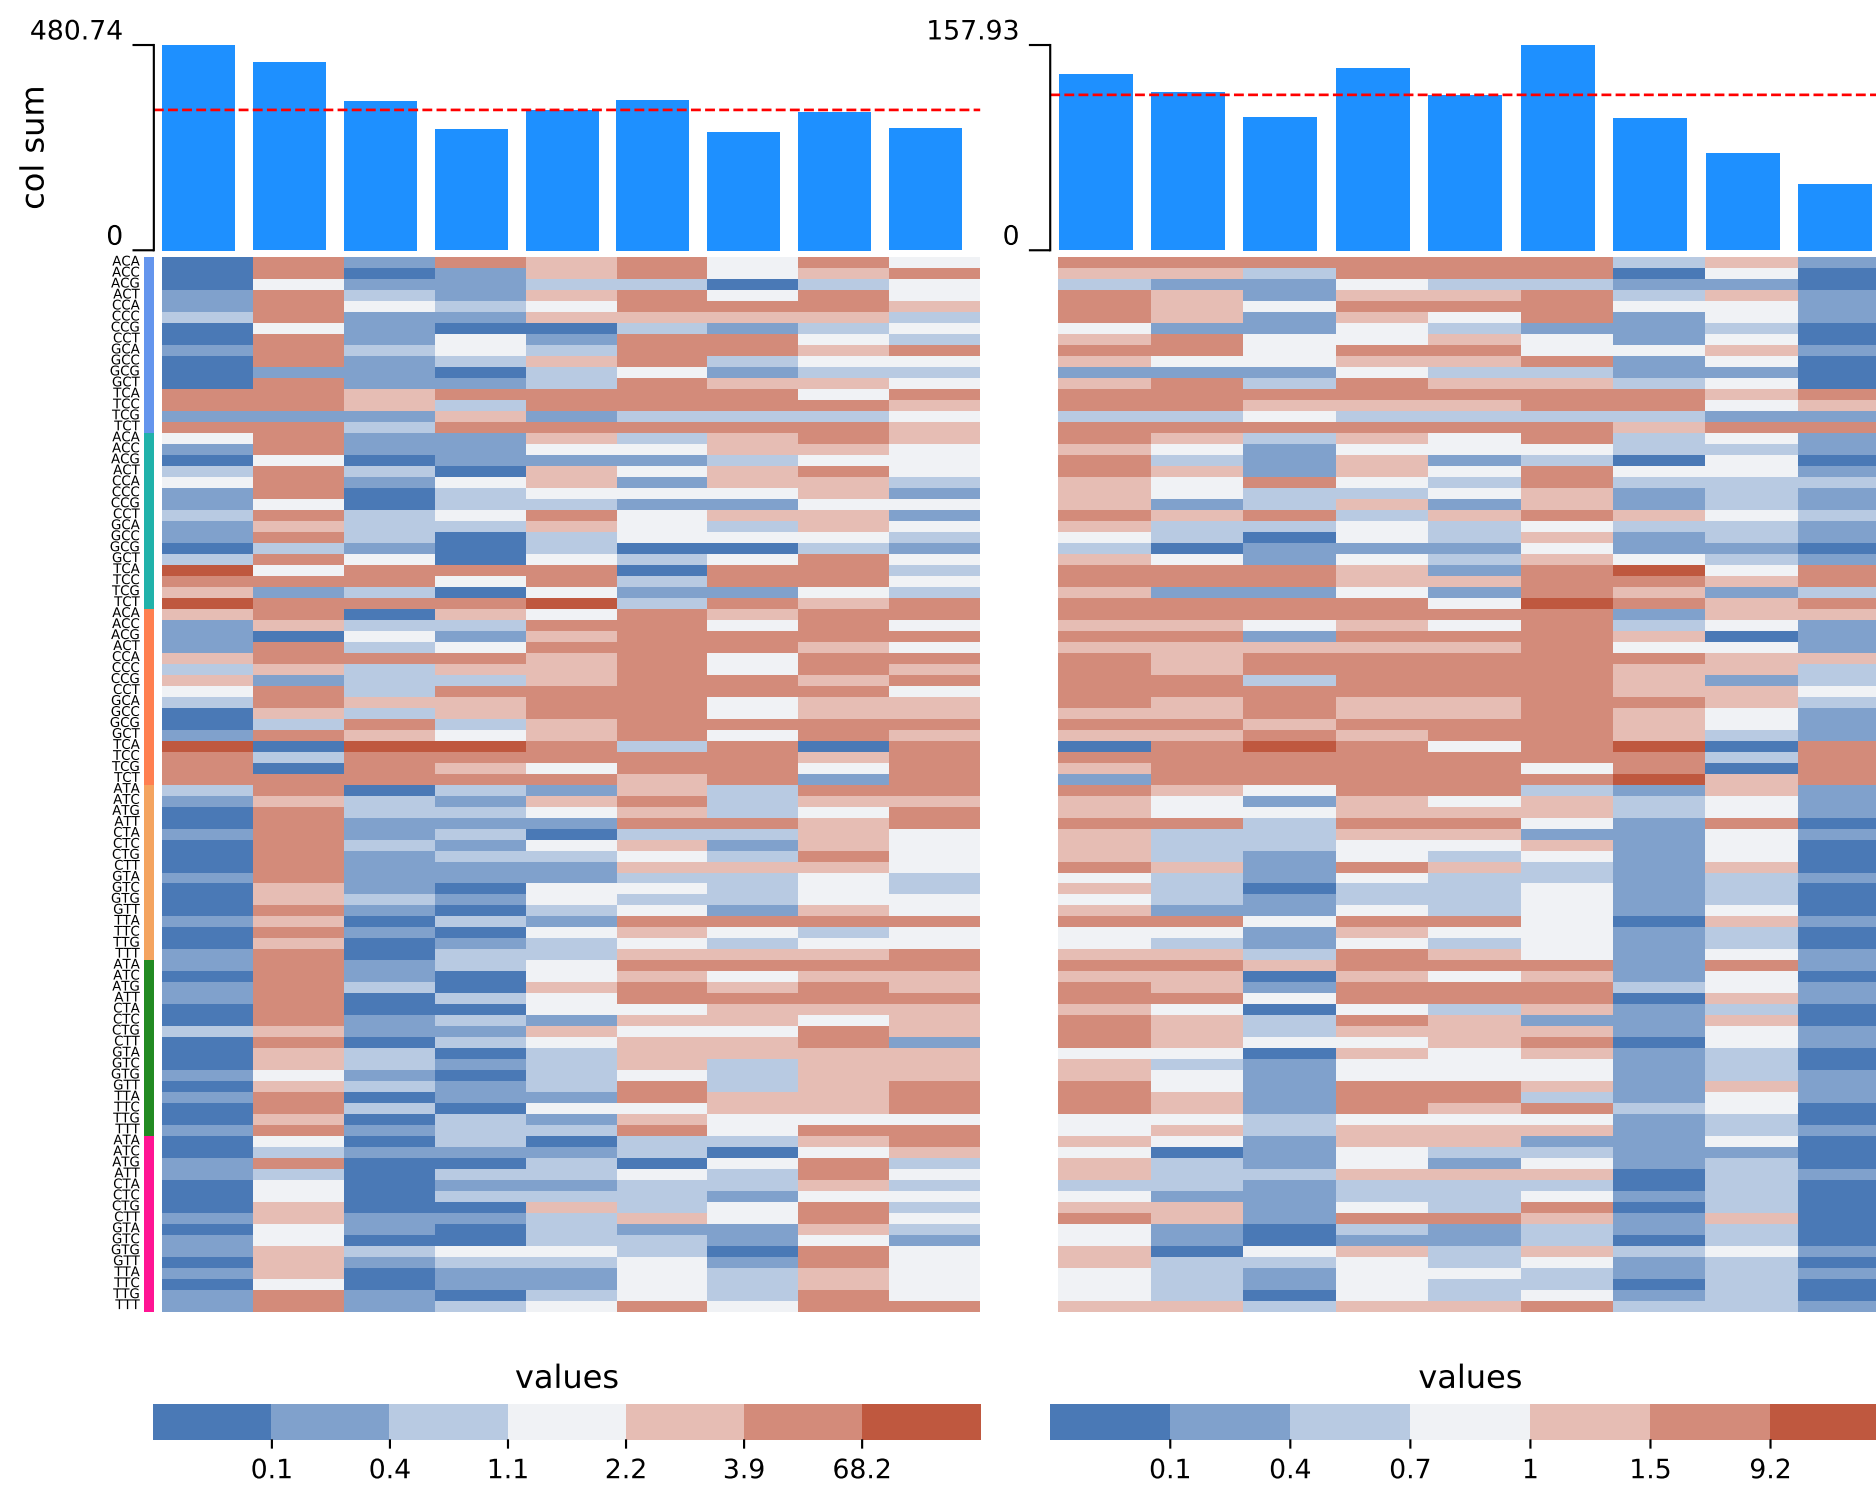 480.74
157.93
col sum
0
0
ACA
ACC
ACG
ACT
CCA
CCC
CCG
CCT
GCA
GCC
GCG
GCT
TCA
TCC
TCG
TCT
ACA
ACC
ACG
ACT
CCA
CCC
CCG
CCT
GCA
GCC
GCG
GCT
TCA
TCC
TCG
TCT
ACA
ACC
ACG
ACT
CCA
CCC
CCG
CCT
GCA
GCC
GCG
GCT
TCA
TCC
TCG
TCT
ATA
ATC
ATG
ATT
CTA
CTC
CTG
CTT
GTA
GTC
GTG
GTT
TTA
TTC
TTG
TTT
ATA
ATC
ATG
ATT
CTA
CTC
CTG
CTT
GTA
GTC
GTG
GTT
TTA
TTC
TTG
TTT
ATA
ATC
ATG
ATT
CTA
CTC
CTG
CTT
GTA
GTC
GTG
GTT
TTA
TTC
TTG
TTT
values
values
0.1 0.4 1.1 2.2 3.9 68.2
0.1 0.4 0.7 1 1.5 9.2